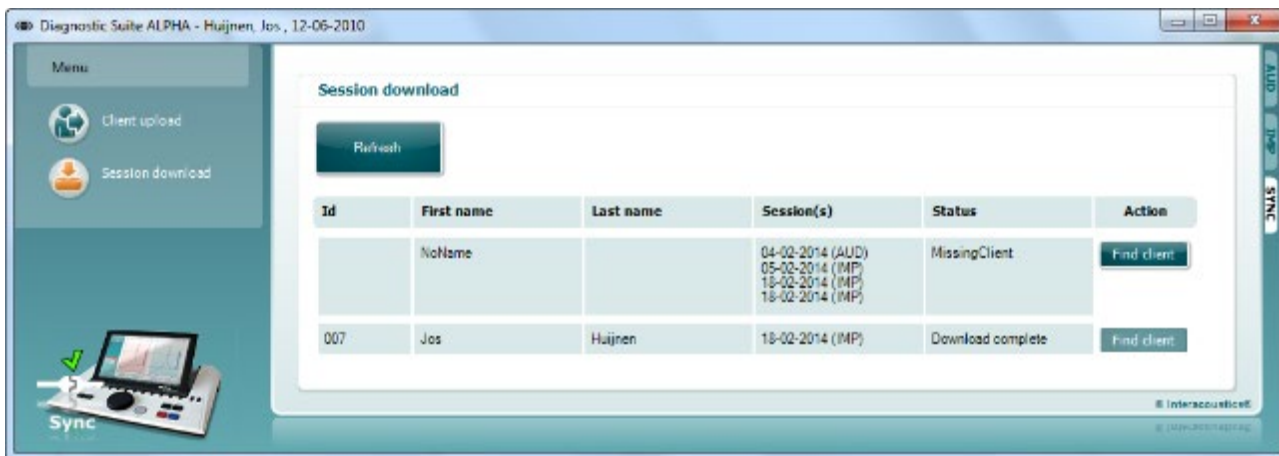 Diagnostic Suite ALPHA - Huijnen, Jos , 12-06-2010
Menu
Client upload
Session download
Sync
Session download
Refresh
Id First name Last name Session(s) Status Action
NoName 04-02-2014 (AUD) MissingClient Find client
05-02-2014 (IMP)
18-02-2014 (IMP)
18-02-2014 (IMP)
007 Jos Huijnen 18-02-2014 (IMP) Download complete Find client
® Interacoustics®
AUD
IMP
SYNC